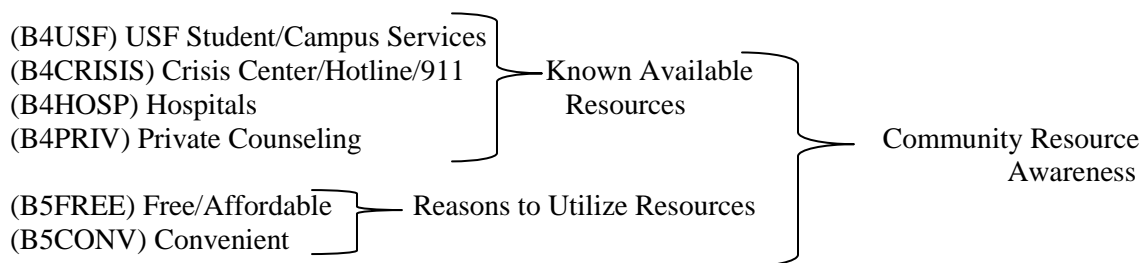 (B4USF) USF Student/Campus Services
(B4CRISIS) Crisis Center/Hotline/911
(B4HOSP) Hospitals
(B4PRIV) Private Counseling
Known Available
Resources
(B5FREE) Free/Affordable
(B5CONV) Convenient
Reasons to Utilize Resources
Community Resource
Awareness